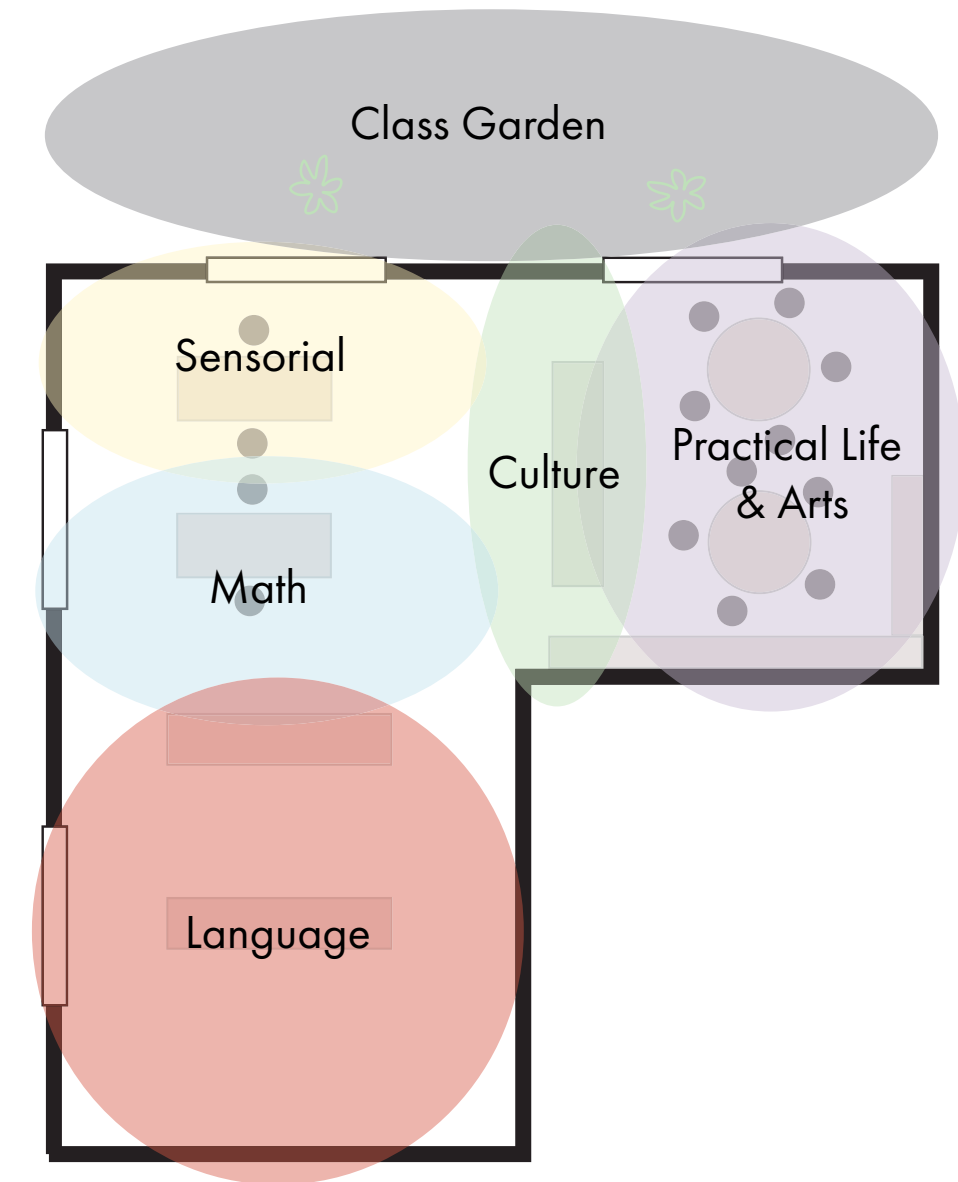 Class Garden
Sensorial
Culture
Practical Life
& Arts
Math
Language